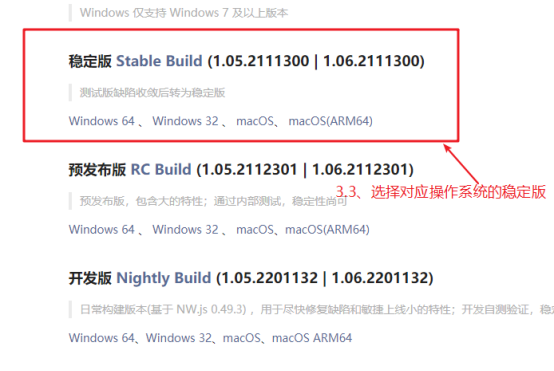 Windows 仅支持 Windows 7 及以上版本
稳定版 Stable Build (1.05.2111300 | 1.06.2111300)
测试版缺陷收敛后转为稳定版
Windows 64 、 Windows 32 、 macOS、 macOS(ARM64)
预发布版 RC Build (1.05.2112301 | 1.06.2112301)
3.3、选择对应操作系统的稳定版
预发布版，包含大的特性；通过内部测试，稳定性尚可
Windows 64 、 Windows 32 、 macOS、macOS(ARM64)
开发版 Nightly Build (1.05.2201132 | 1.06.2201132)
日常构建版本(基于 NW.js 0.49.3) ，用于尽快修复缺陷和敏捷上线小的特性；开发自测验证，稳
Windows 64、Windows 32、macOS、macOS ARM64